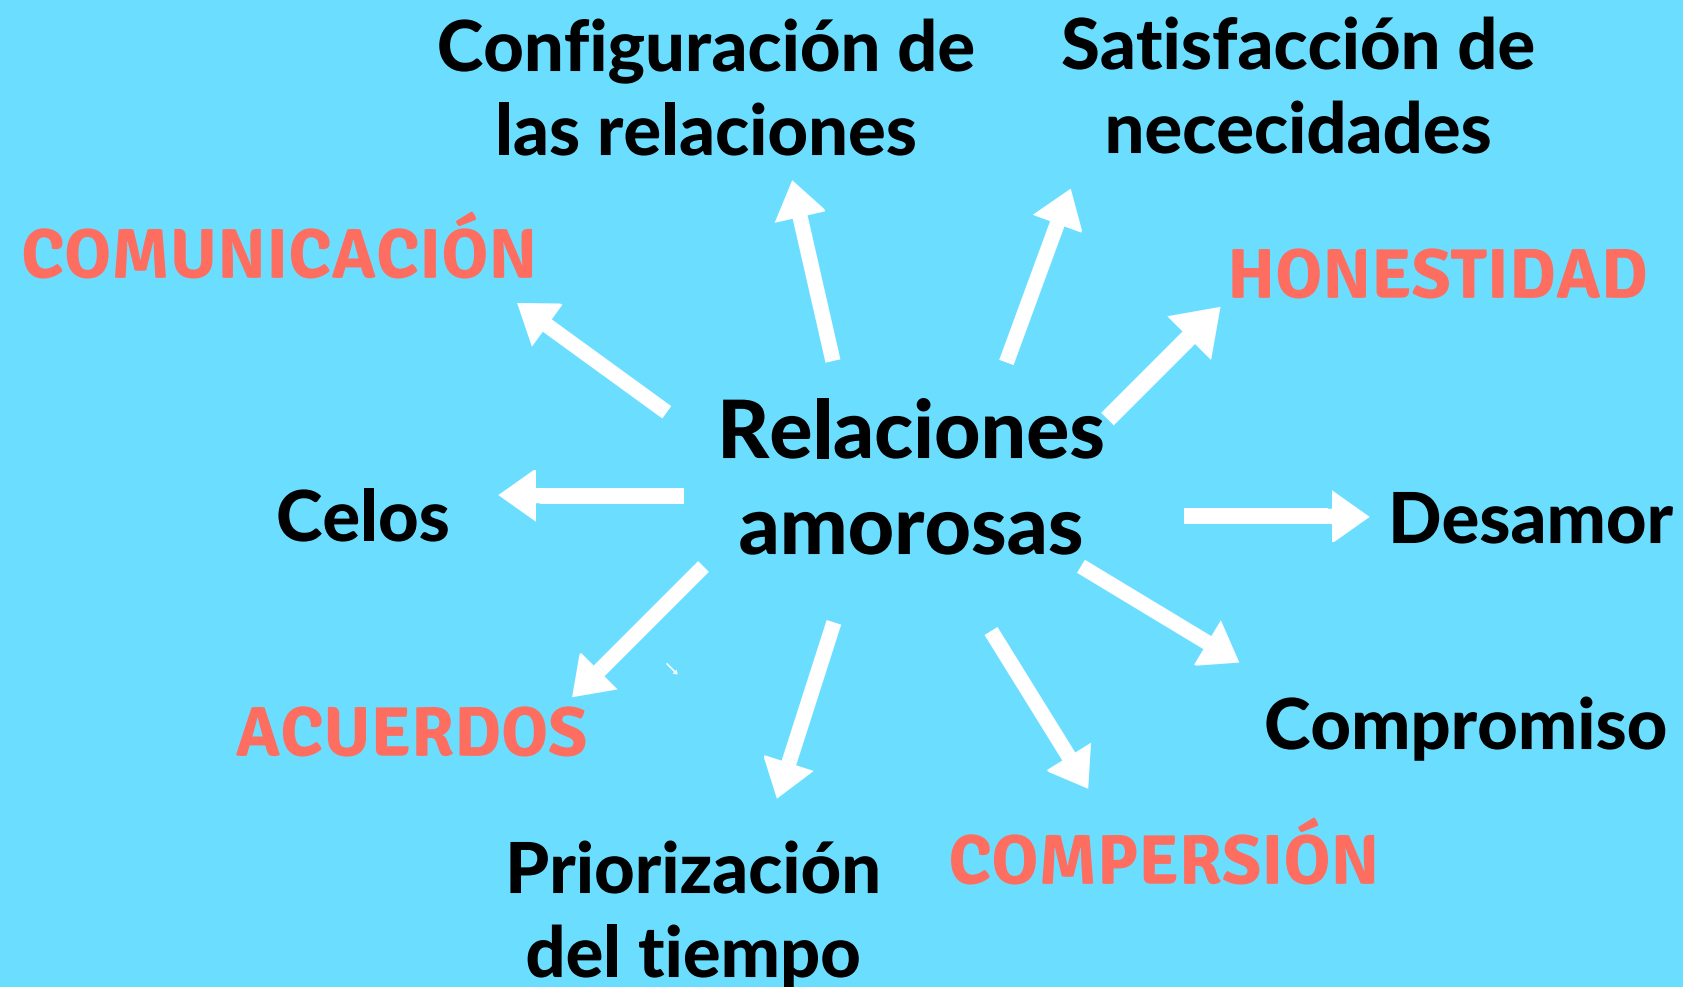 Configuración de
las relaciones
Satisfacción de
nececidades
COMUNICACIÓN
HONESTIDAD
Relaciones
amorosas
Celos
Desamor
ACUERDOS
Compromiso
Priorización
del tiempo
COMPERSIÓN